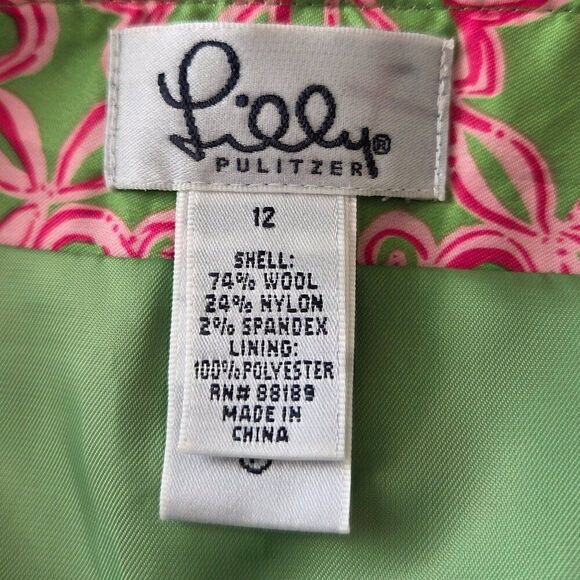 Lilly®
PULITZER
12
SHELL:
74% WOOL
24% NYLON
2% SPANDEX
LINING:
100% POLYESTER
RN# 88189
MADE IN
CHINA